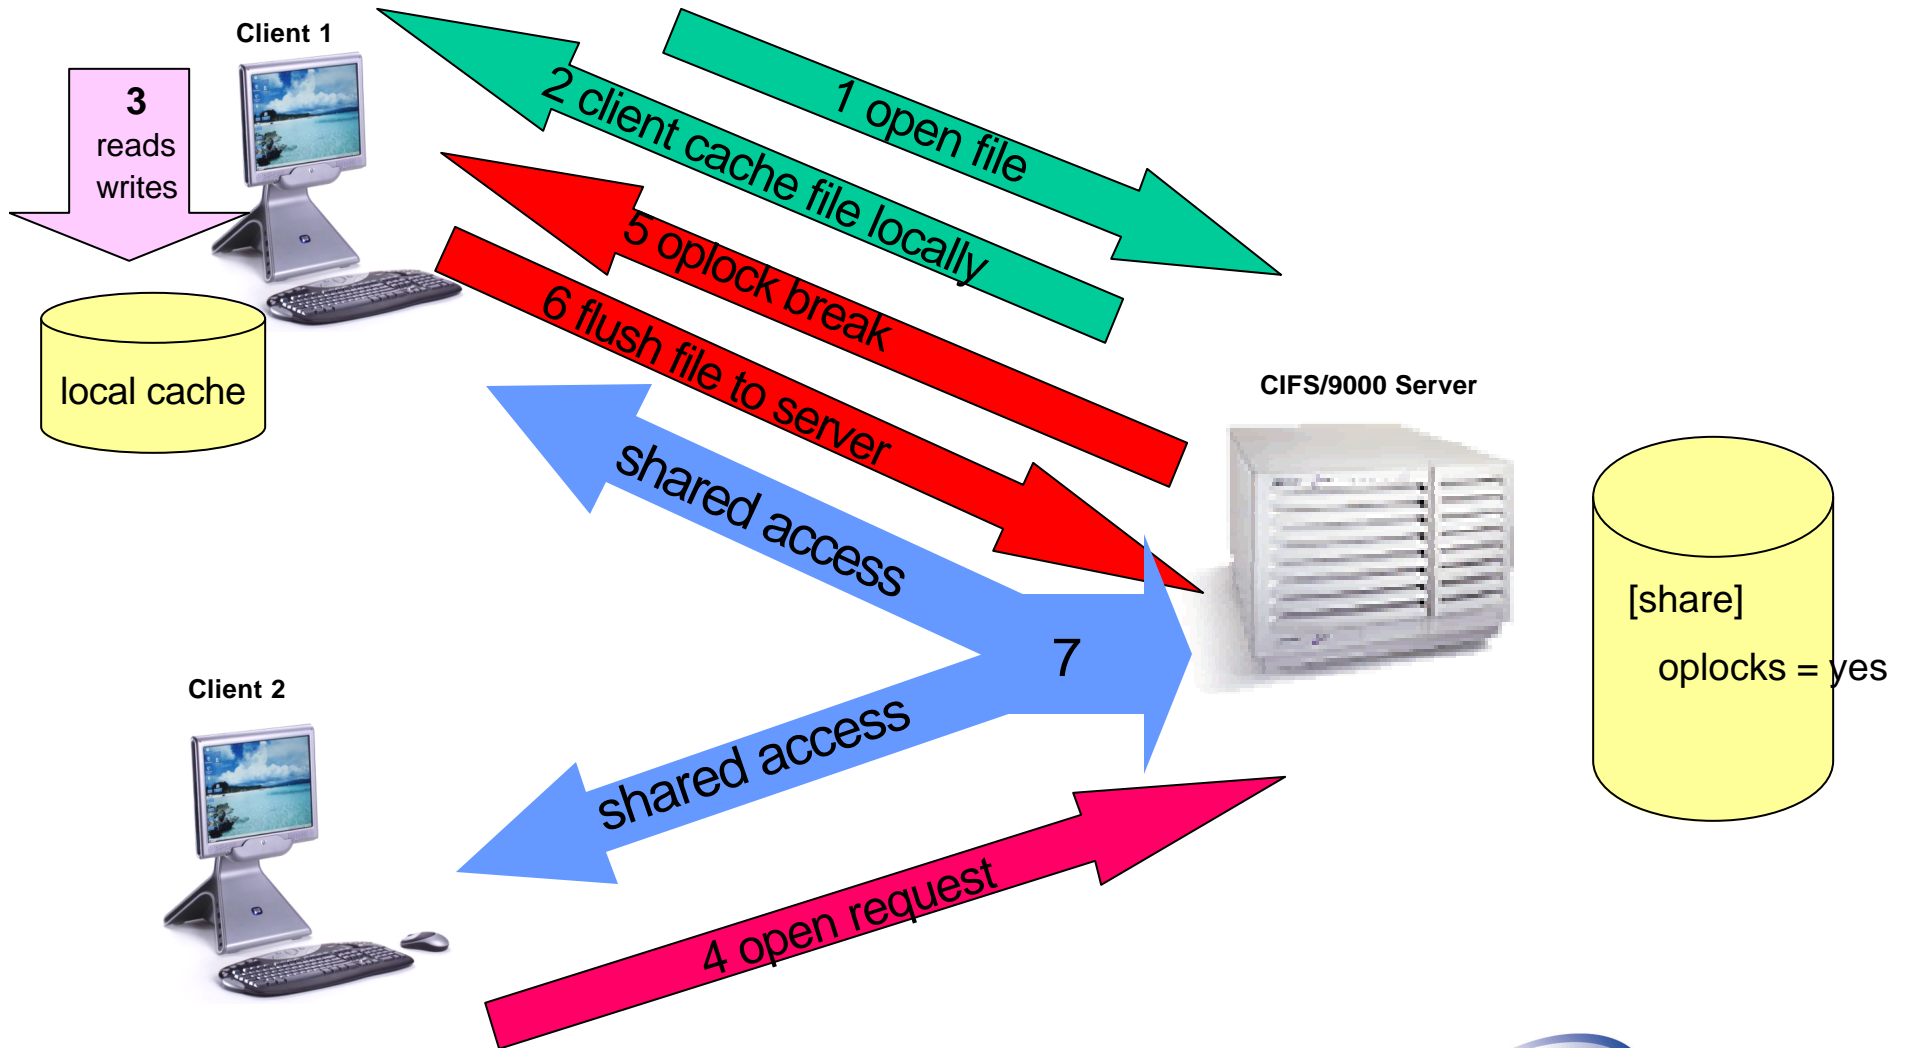 Client 1
3
reads
writes
1 open file
2 client cache file locally
5 oplock break
6 flush file to server
local cache
CIFS/9000 Server
shared access
[share]
oplocks = yes
7
Client 2
shared access
4 open request